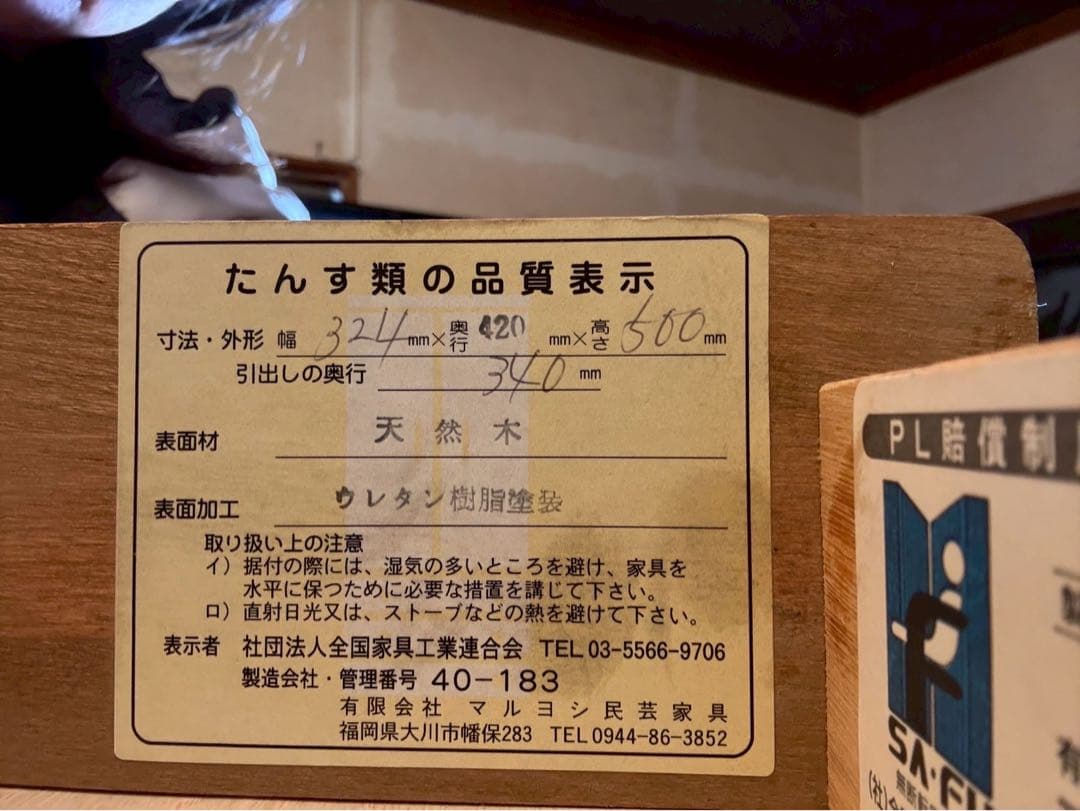 たんす類の品質表示
寸法・外形 幅 324 mm×奥行 420 mm×高さ 500 mm
引出しの奥行 340 mm
表面材 天然木
表面加工 ウレタン樹脂塗装
取り扱い上の注意
イ）据付の際には、湿気の多いところを避け、家具を
水平に保つために必要な措置を講じて下さい。
ロ）直射日光又は、ストーブなどの熱を避けて下さい。
表示者 社団法人全国家具工業連合会 TEL 03-5566-9706
製造会社・管理番号 40-183
有限会社 マルヨシ民芸家具
福岡県大川市幡保283 TEL 0944-86-3852
PL賠償制
SA·F
無断
(社)
有